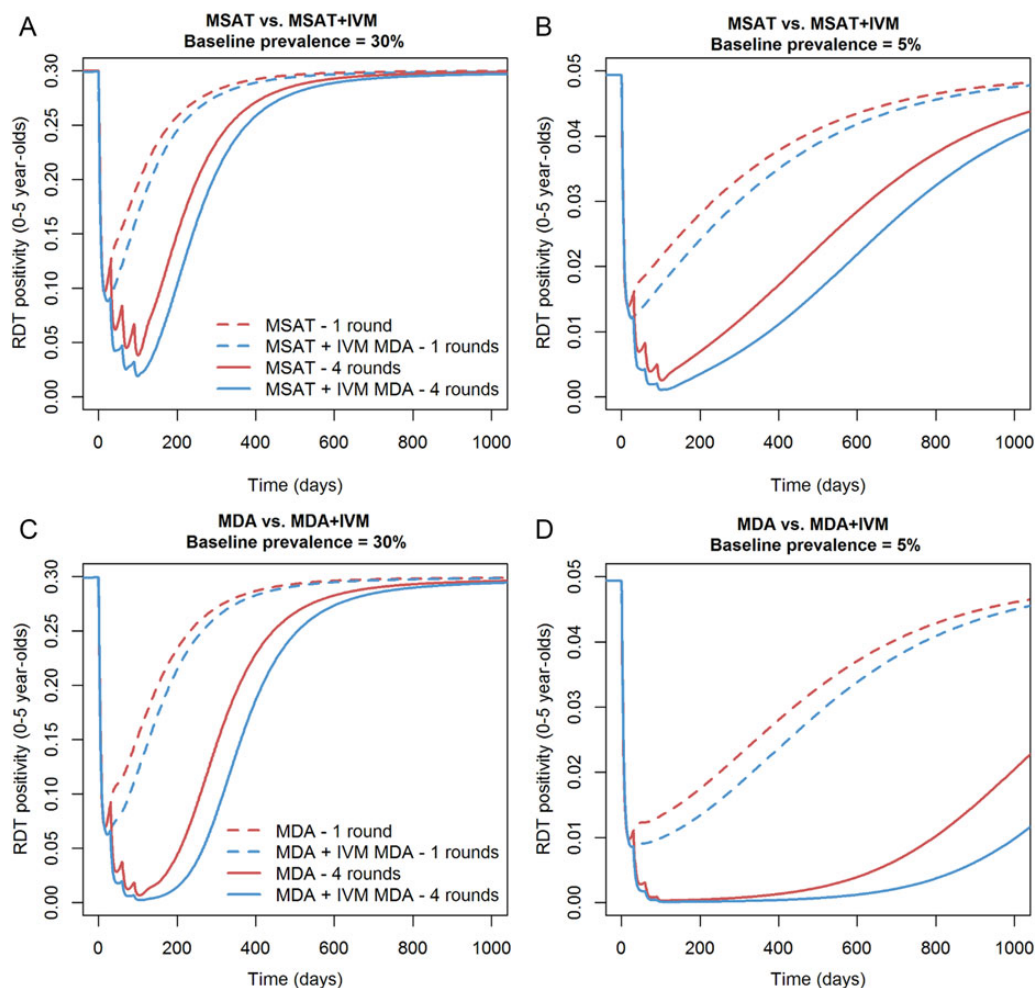 A
MSAT vs. MSAT+IVM
Baseline prevalence = 30%
RDT positivity (0-5 year-olds)
0.30
0.25
0.20
0.15
0.10
0.05
0.00
MSAT - 1 round
MSAT + IVM MDA - 1 rounds
MSAT - 4 rounds
MSAT + IVM MDA - 4 rounds
0 200 400 600 800 1000
Time (days)
B
MSAT vs. MSAT+IVM
Baseline prevalence = 5%
RDT positivity (0-5 year-olds)
0.05
0.04
0.03
0.02
0.01
0.00
0 200 400 600 800 1000
Time (days)
C
MDA vs. MDA+IVM
Baseline prevalence = 30%
RDT positivity (0-5 year-olds)
0.30
0.25
0.20
0.15
0.10
0.05
0.00
MDA - 1 round
MDA + IVM MDA - 1 rounds
MDA - 4 rounds
MDA + IVM MDA - 4 rounds
0 200 400 600 800 1000
Time (days)
D
MDA vs. MDA+IVM
Baseline prevalence = 5%
RDT positivity (0-5 year-olds)
0.05
0.04
0.03
0.02
0.01
0.00
0 200 400 600 800 1000
Time (days)